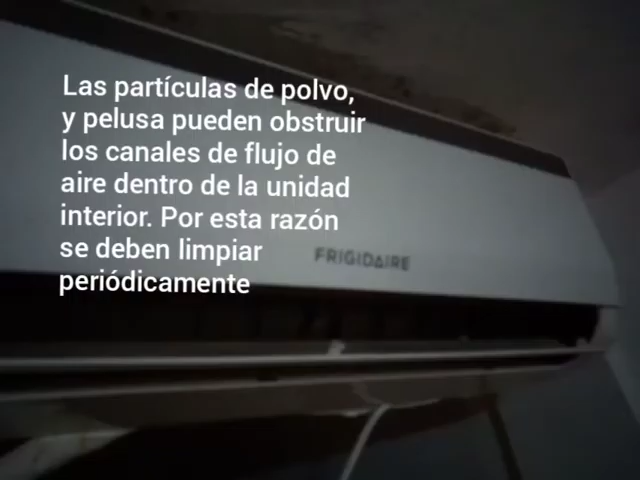 Las partículas de polvo,
y pelusa pueden obstruir
los canales de flujo de
aire dentro de la unidad
interior. Por esta razón
se deben limpiar
periódicamente
FRIGIDAIRE